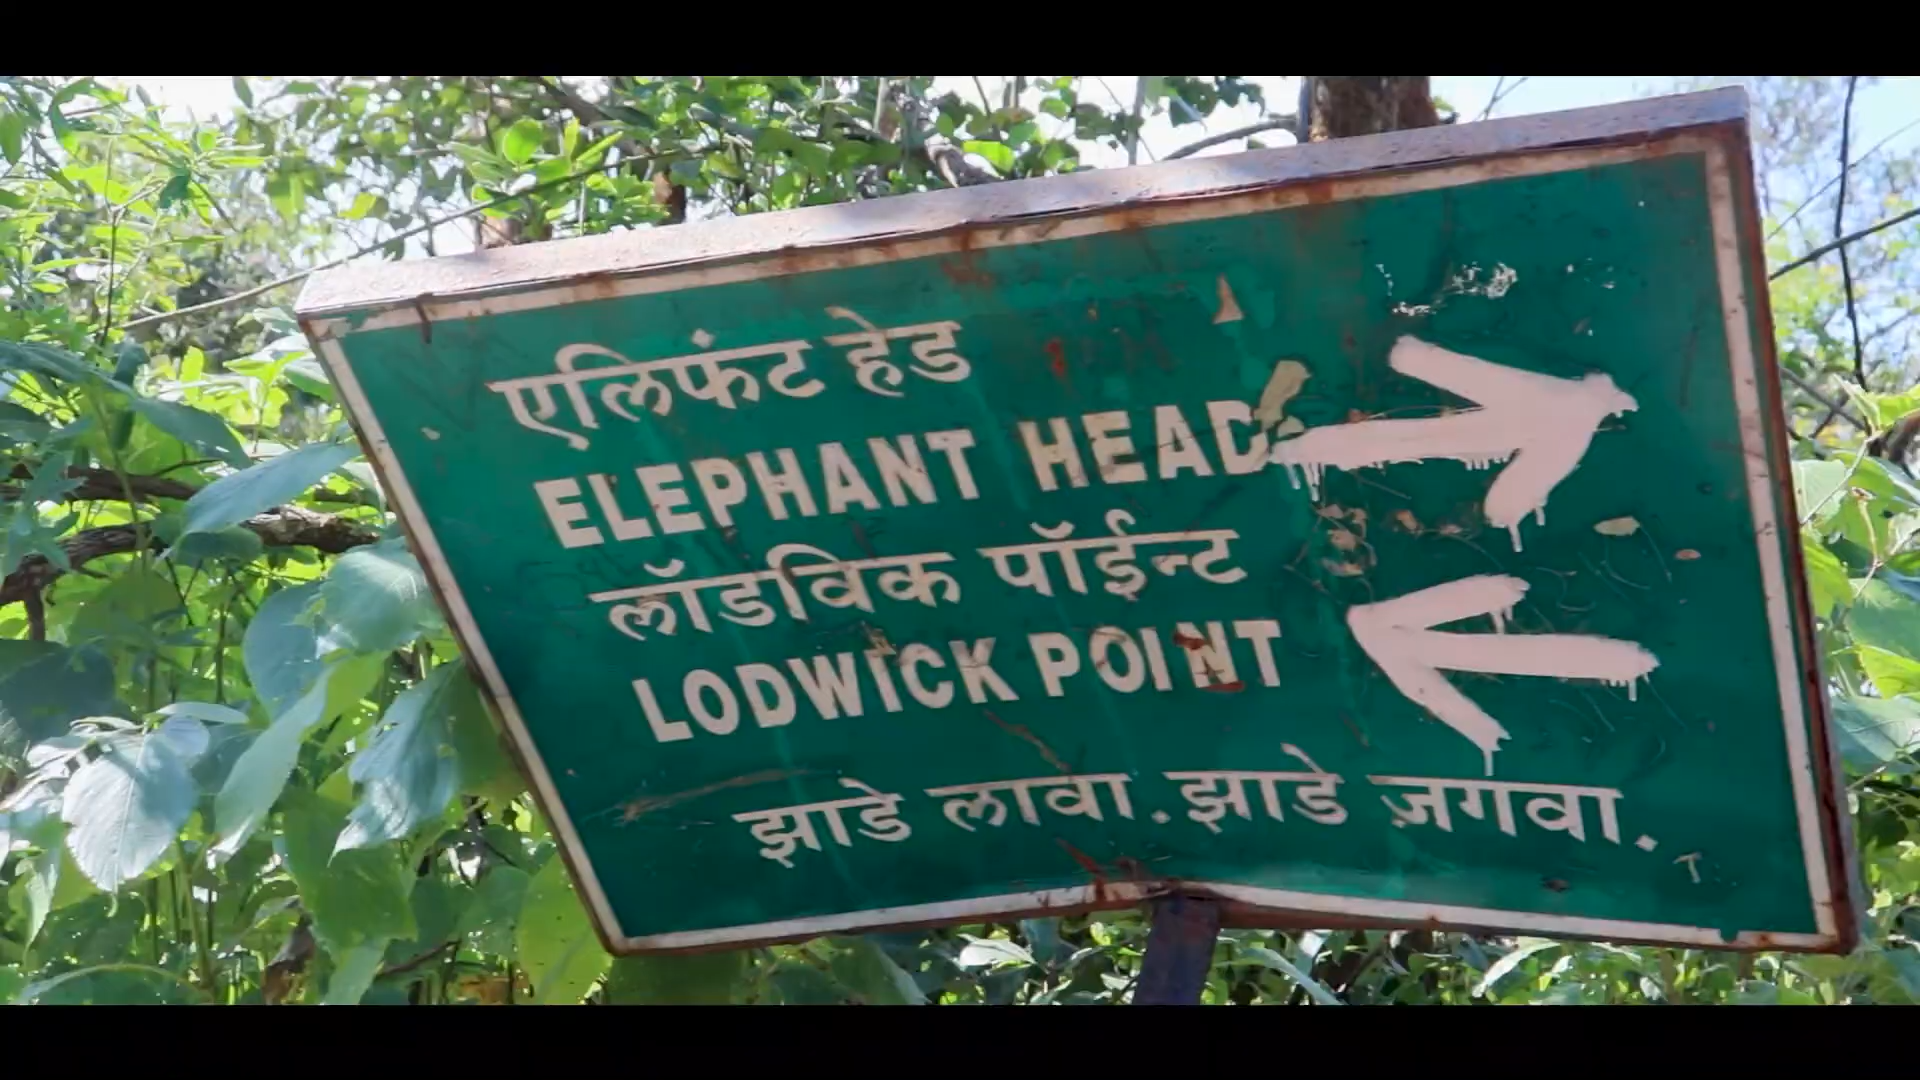 एलिफंट हेड
ELEPHANT HEAD
लॉडविक पॉईन्ट
LODWICK POINT
झाडे लावा. झाडे जगवा.